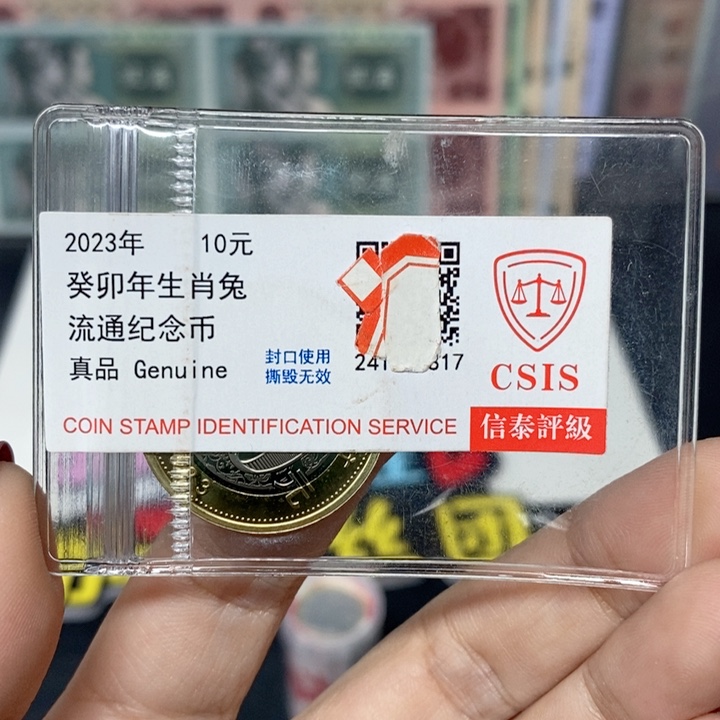 2023年 10元
癸卯年生肖兔
流通纪念币
真品 Genuine
封口使用
撕毁无效
CSIS
COIN STAMP IDENTIFICATION SERVICE
信泰評級